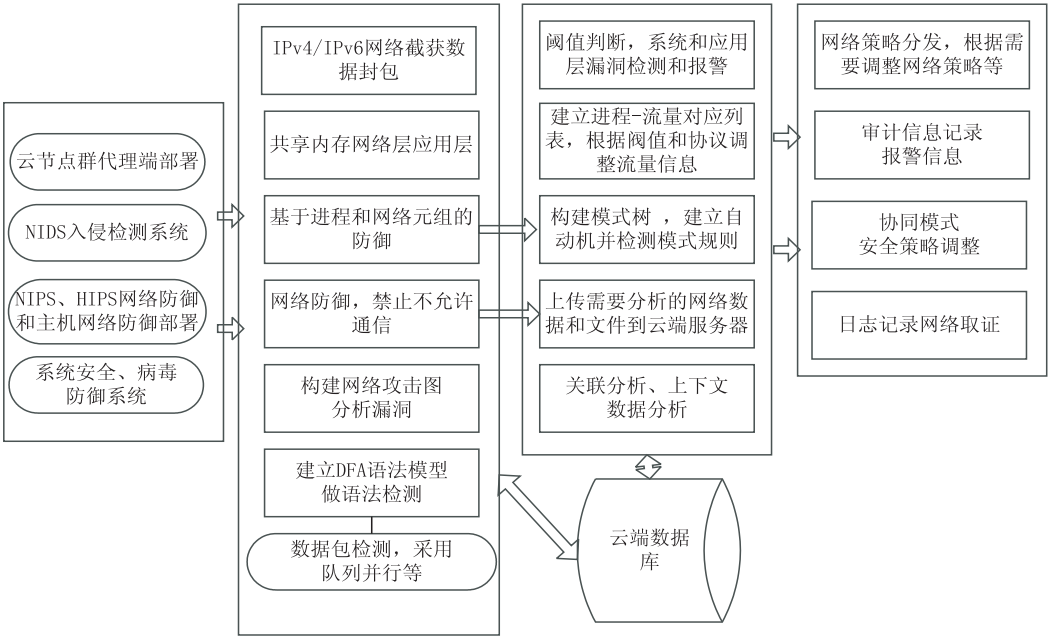 云节点群代理端部署
NIDS入侵检测系统
NIPS、HIPS网络防御
和主机网络防御部署
系统安全、病毒
防御系统
IPv4/IPv6网络截获数
据封包
共享内存网络层应用层
基于进程和网络元组的
防御
网络防御，禁止不允许
通信
构建网络攻击图
分析漏洞
建立DFA语法模型
做语法检测
数据包检测，采用
队列并行等
阈值判断，系统和应用
层漏洞检测和报警
建立进程-流量对应列
表，根据阀值和协议调
整流量信息
构建模式树 ，建立自
动机并检测模式规则
上传需要分析的网络数
据和文件到云端服务器
关联分析、上下文
数据分析
云端数据
库
网络策略分发，根据需
要调整网络策略等
审计信息记录
报警信息
协同模式
安全策略调整
日志记录网络取证